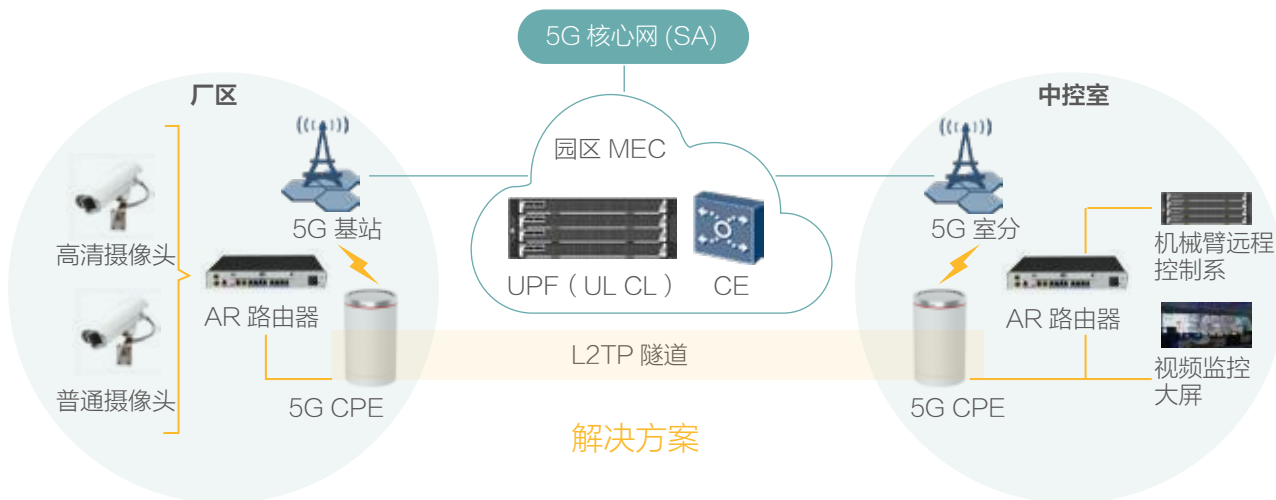 5G 核心网 (SA)
厂区
高清摄像头
普通摄像头
5G 基站
AR 路由器
5G CPE
园区 MEC
UPF（UL CL）
CE
L2TP 隧道
解决方案
中控室
5G 室分
AR 路由器
5G CPE
机械臂远程
控制系
视频监控
大屏